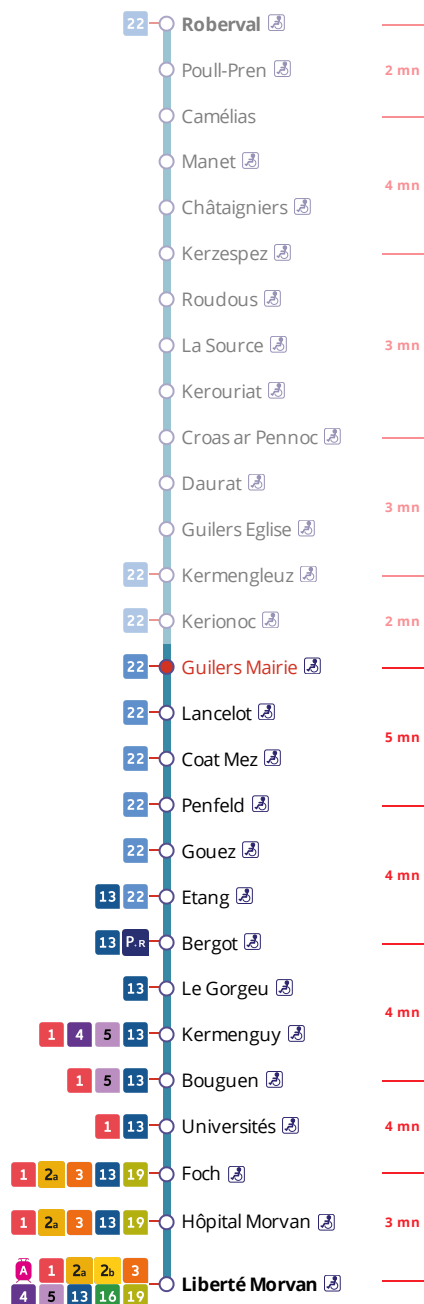 22 Roberval
Poull-Pren 2 mn
Camélias
Manet
4 mn
Châtaigniers
Kerzespez
Roudous
La Source 3 mn
Kerouriat
Croas ar Pennoc
Daurat
3 mn
Guilers Eglise
22 Kermengleuz
22 Kerionoc 2 mn
22 Guilers Mairie
22 Lancelot
5 mn
22 Coat Mez
22 Penfeld
22 Gouez
4 mn
13 22 Etang
13 P+R Bergot
13 Le Gorgeu
4 mn
1 4 5 13 Kermenguy
1 5 13 Bouguen
1 13 Universités 4 mn
1 2a 3 13 19 Foch
1 2a 3 13 19 Hôpital Morvan 3 mn
A 1 2a 2b 3
4 5 13 16 19 Liberté Morvan